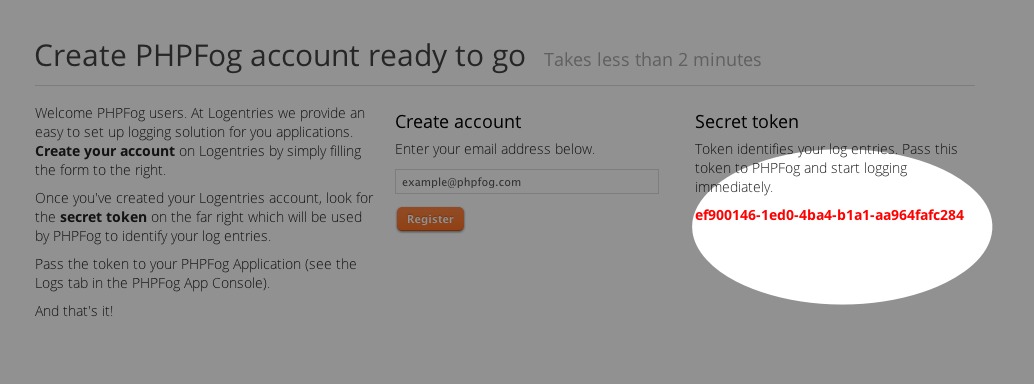 Create PHPFog account ready to go Takes less than 2 minutes
Welcome PHPFog users. At Logentries we provide an
easy to set up logging solution for you applications.
Create your account on Logentries by simply filling
the form to the right.
Once you've created your Logentries account, look for
the secret token on the far right which will be used
by PHPFog to identify your log entries.
Pass the token to your PHPFog Application (see the
Logs tab in the PHPFog App Console).
And that's it!
Create account
Enter your email address below.
example@phpfog.com
Register
Secret token
Token identifies your log entries. Pass this
token to PHPFog and start logging
immediately.
ef900146-1ed0-4ba4-b1a1-aa964fafc284